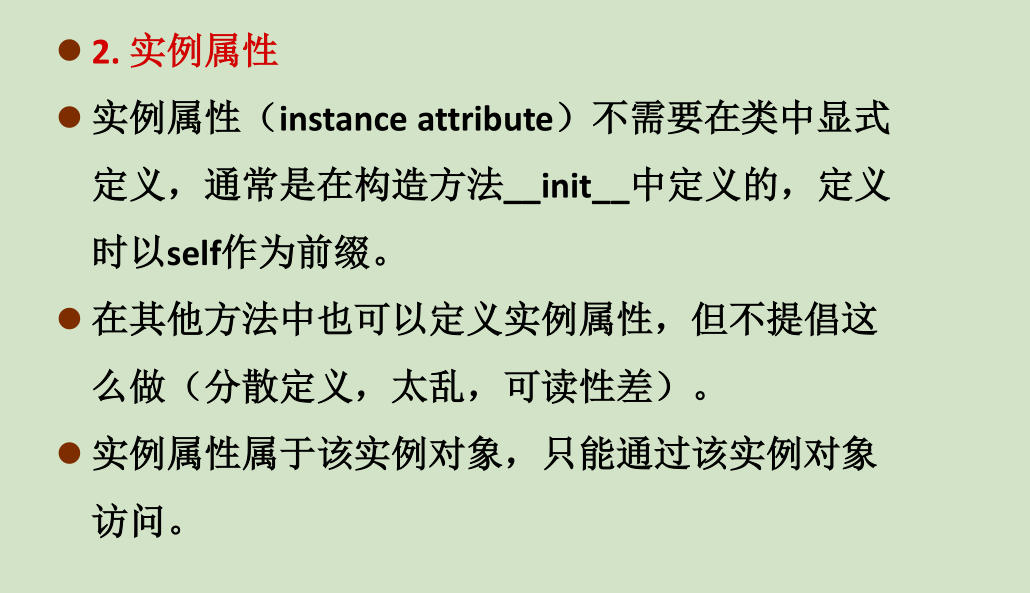 ● 2. 实例属性
● 实例属性（instance attribute）不需要在类中显式
定义，通常是在构造方法__init__中定义的，定义
时以self作为前缀。
● 在其他方法中也可以定义实例属性，但不提倡这
么做（分散定义，太乱，可读性差）。
● 实例属性属于该实例对象，只能通过该实例对象
访问。